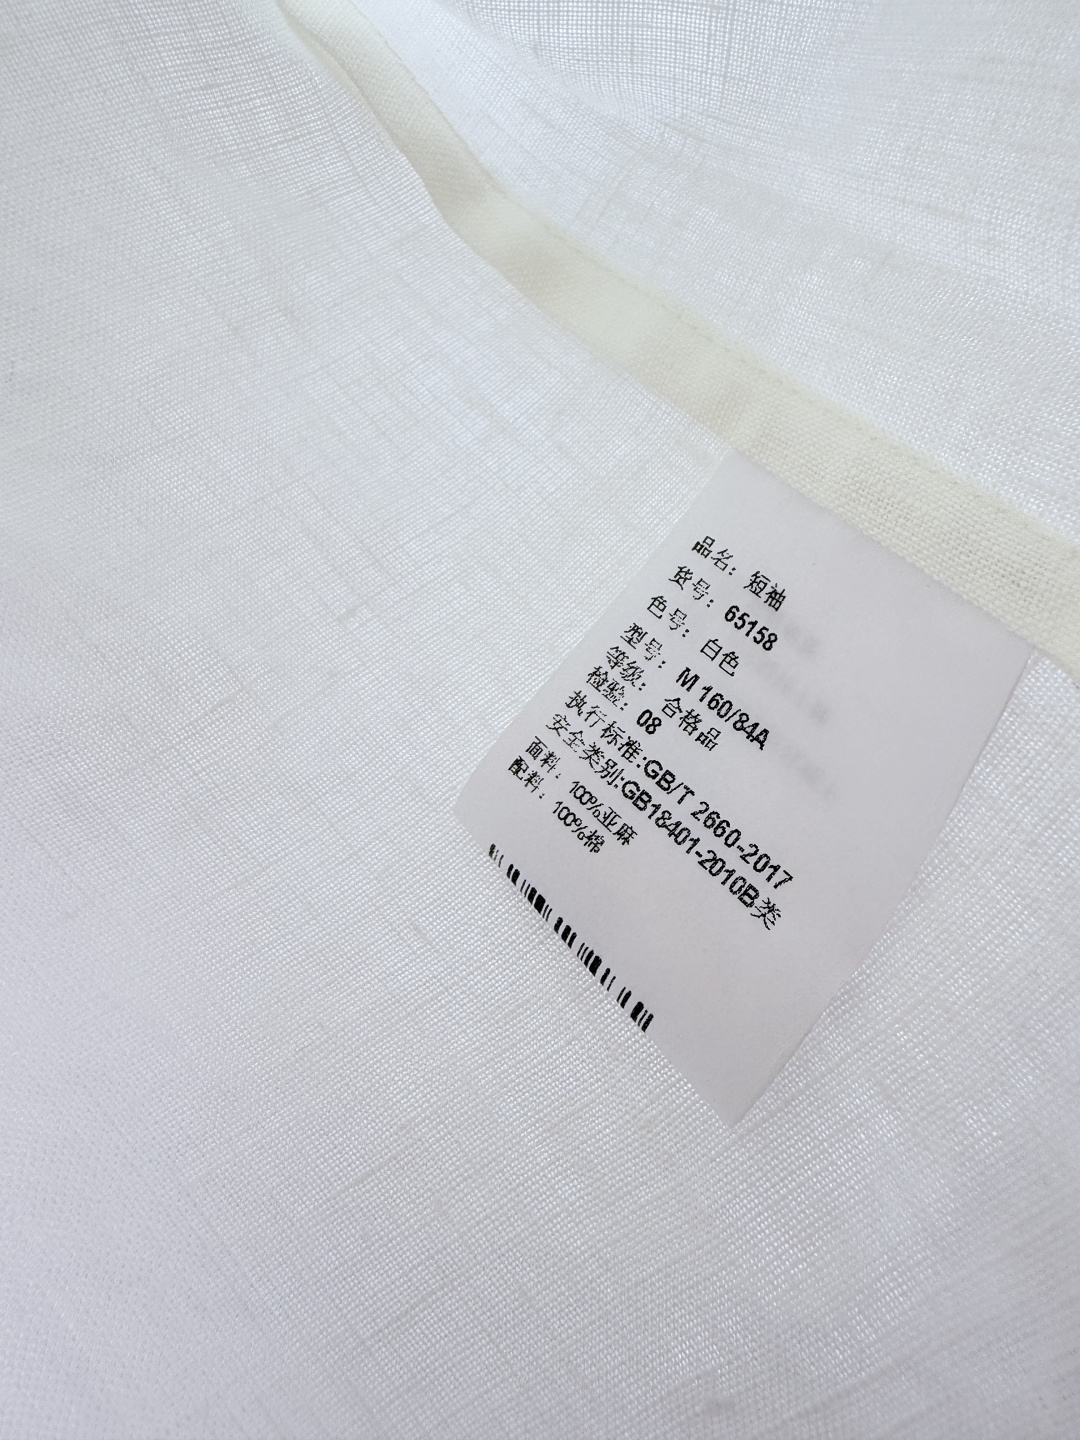 品名：短袖
货号：65158
色号：白色
型号：M 160/84A
等级：合格品
检验：08
执行标准:GB/T 2660-2017
安全类别:GB18401-2010B类
面料：100%亚麻
配料：100%棉